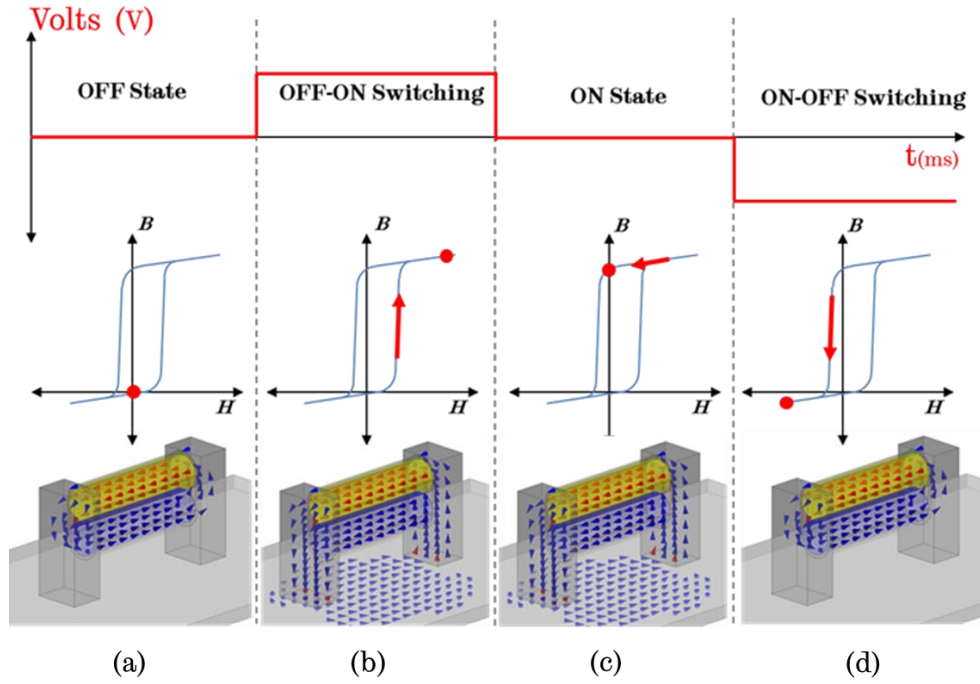 Volts (V)
OFF State
OFF-ON Switching
ON State
ON-OFF Switching
t(ms)
B
B
B
B
H
H
H
H
(a)
(b)
(c)
(d)